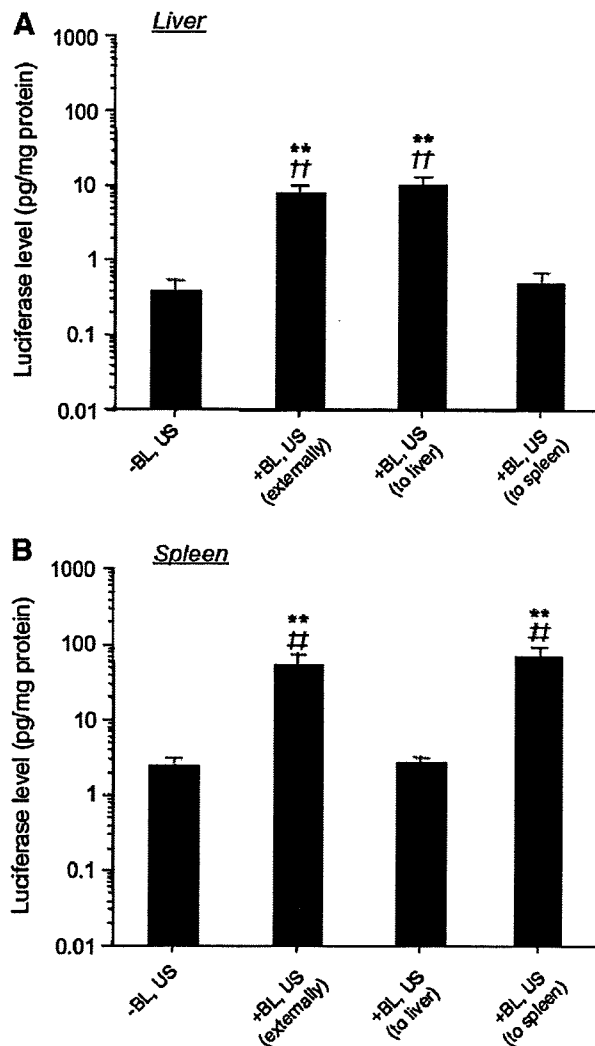 A
Liver
Luciferase level (pg/mg protein)
1000
100
10
1
0.1
0.01
**
††
**
††
-BL, US
+BL, US
(externally)
+BL, US
(to liver)
+BL, US
(to spleen)
B
Spleen
Luciferase level (pg/mg protein)
1000
100
10
1
0.1
0.01
**
‡‡
**
‡‡
-BL, US
+BL, US
(externally)
+BL, US
(to liver)
+BL, US
(to spleen)